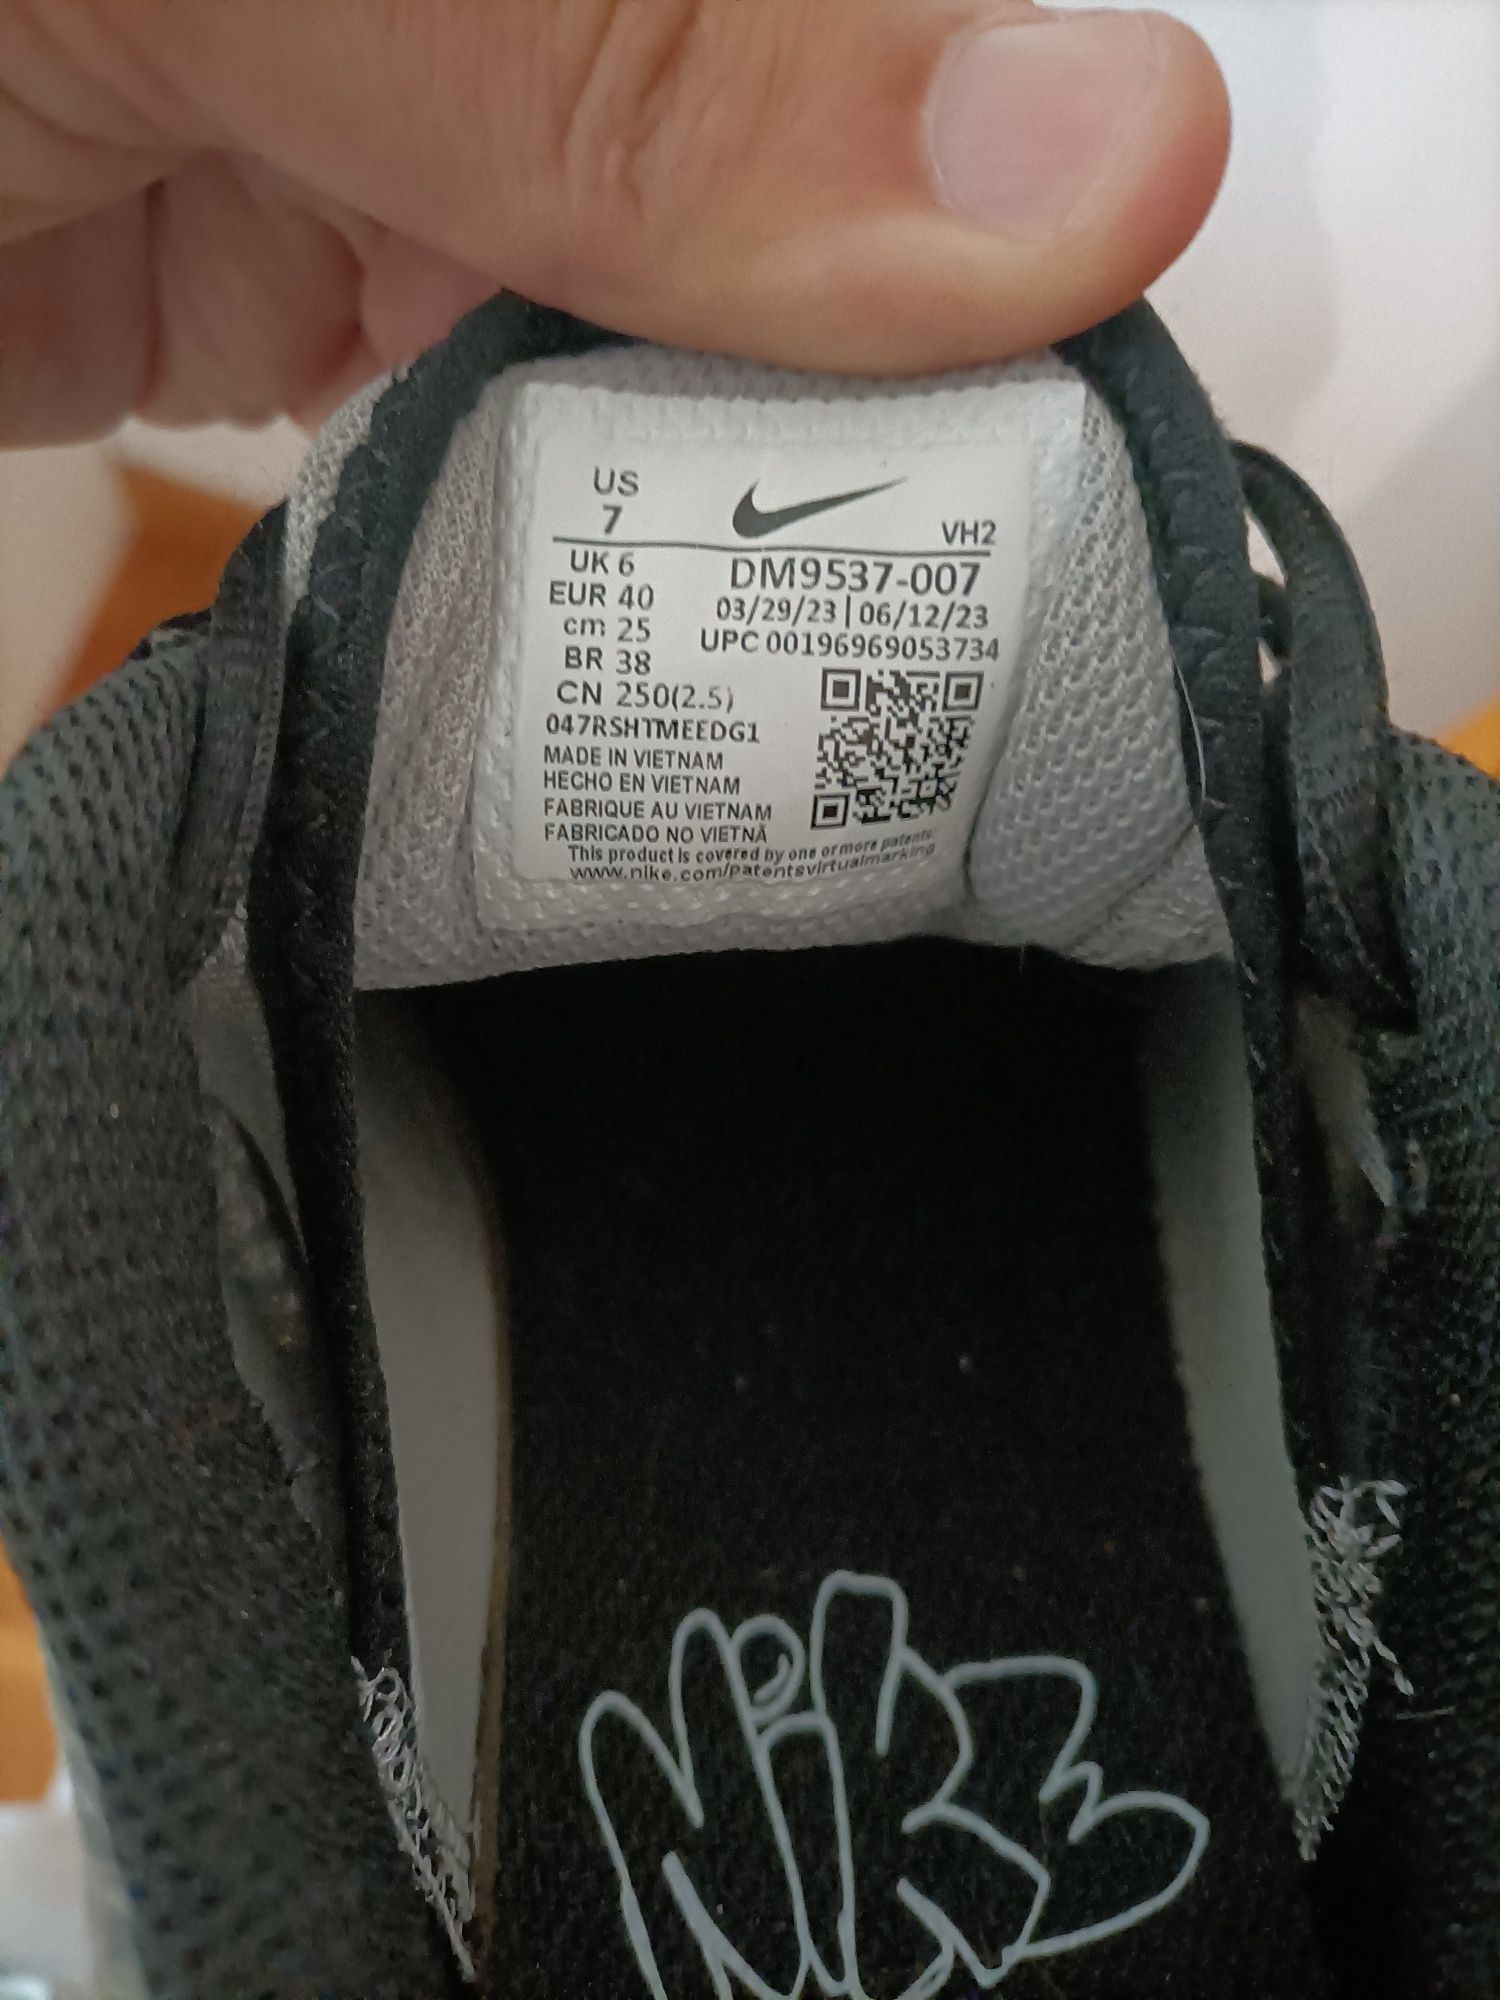 US
7
VH2
UK 6
EUR 40
cm 25
BR 38
CN 250(2.5)
DM9537-007
03/29/23 | 06/12/23
UPC 00196969053734
047RSHTMEEDG1
MADE IN VIETNAM
HECHO EN VIETNAM
FABRIQUE AU VIETNAM
FABRICADO NO VIETNÃ
This product is covered by one or more patents:
www.nike.com/patentsvirtualmarking
NIKE